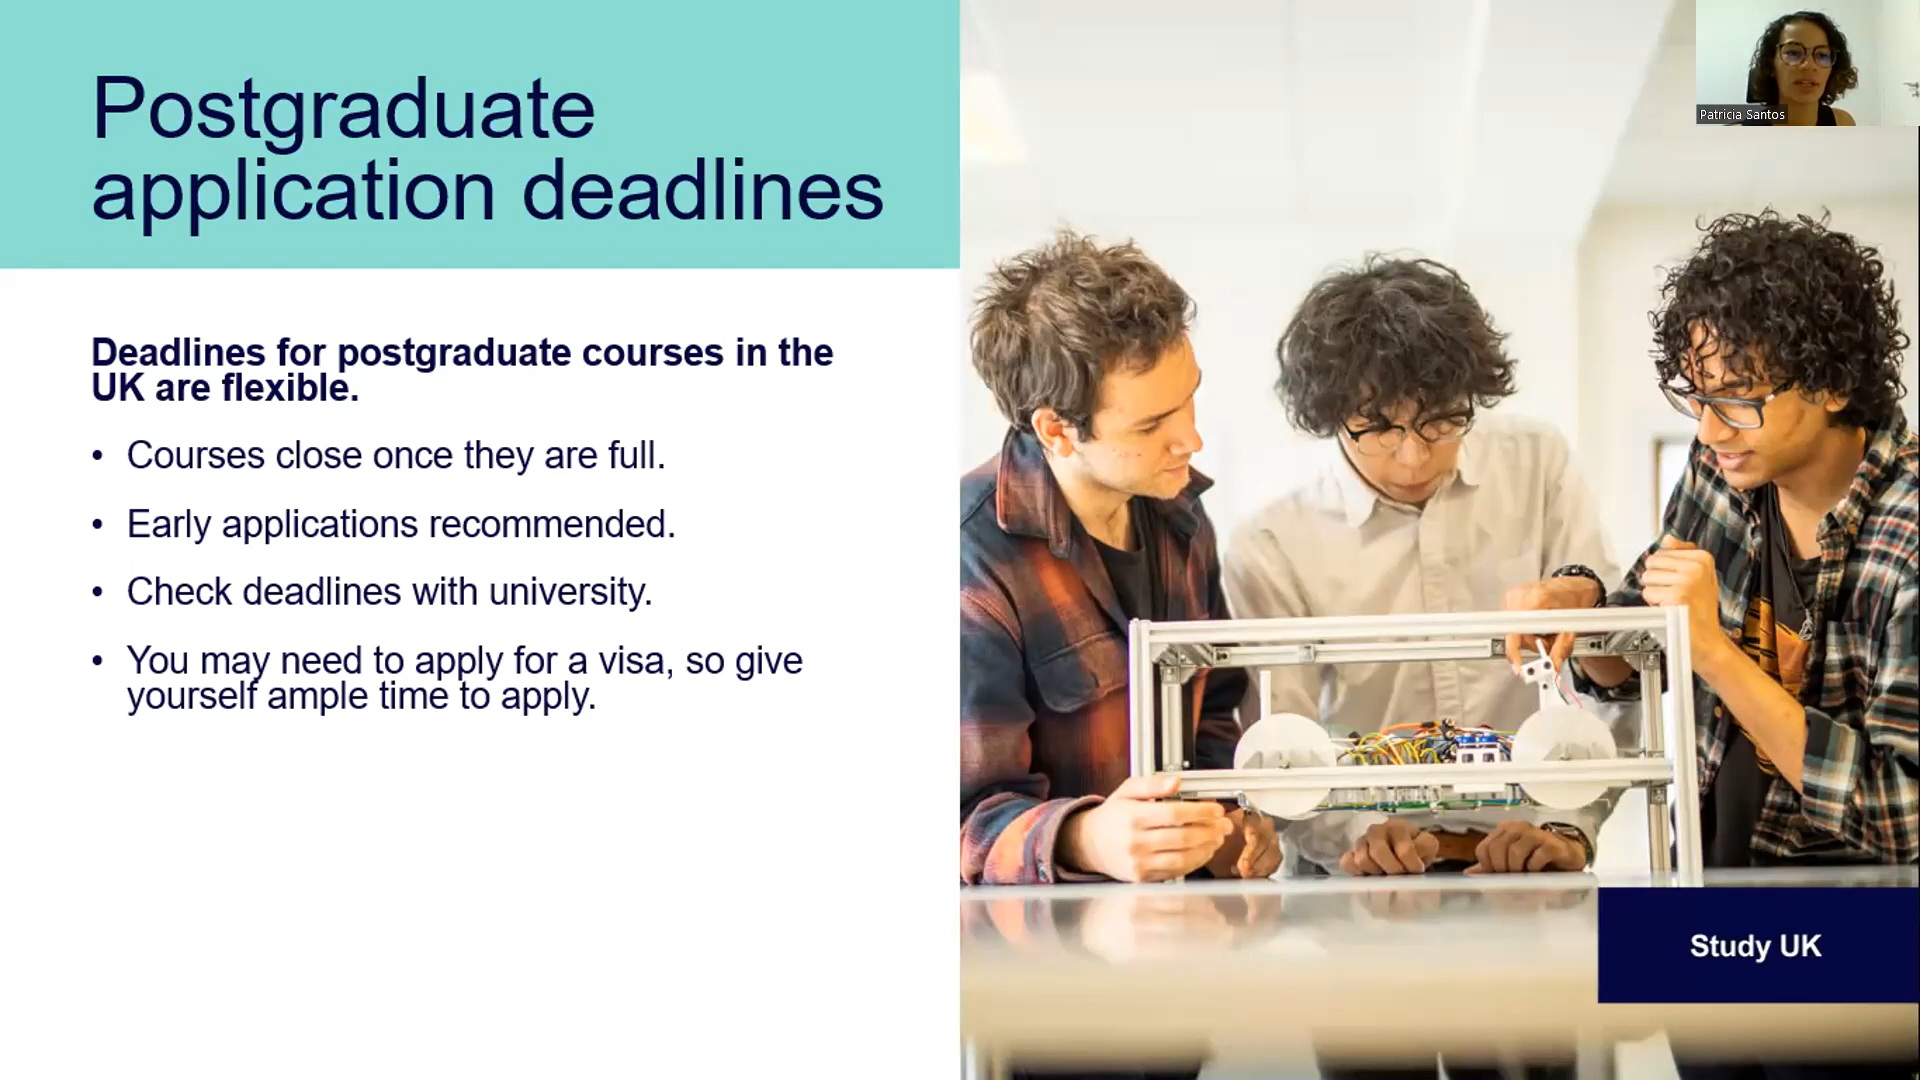 Postgraduate
application deadlines
Deadlines for postgraduate courses in the
UK are flexible.
• Courses close once they are full.
• Early applications recommended.
• Check deadlines with university.
• You may need to apply for a visa, so give
yourself ample time to apply.
Patricia Santos
Study UK